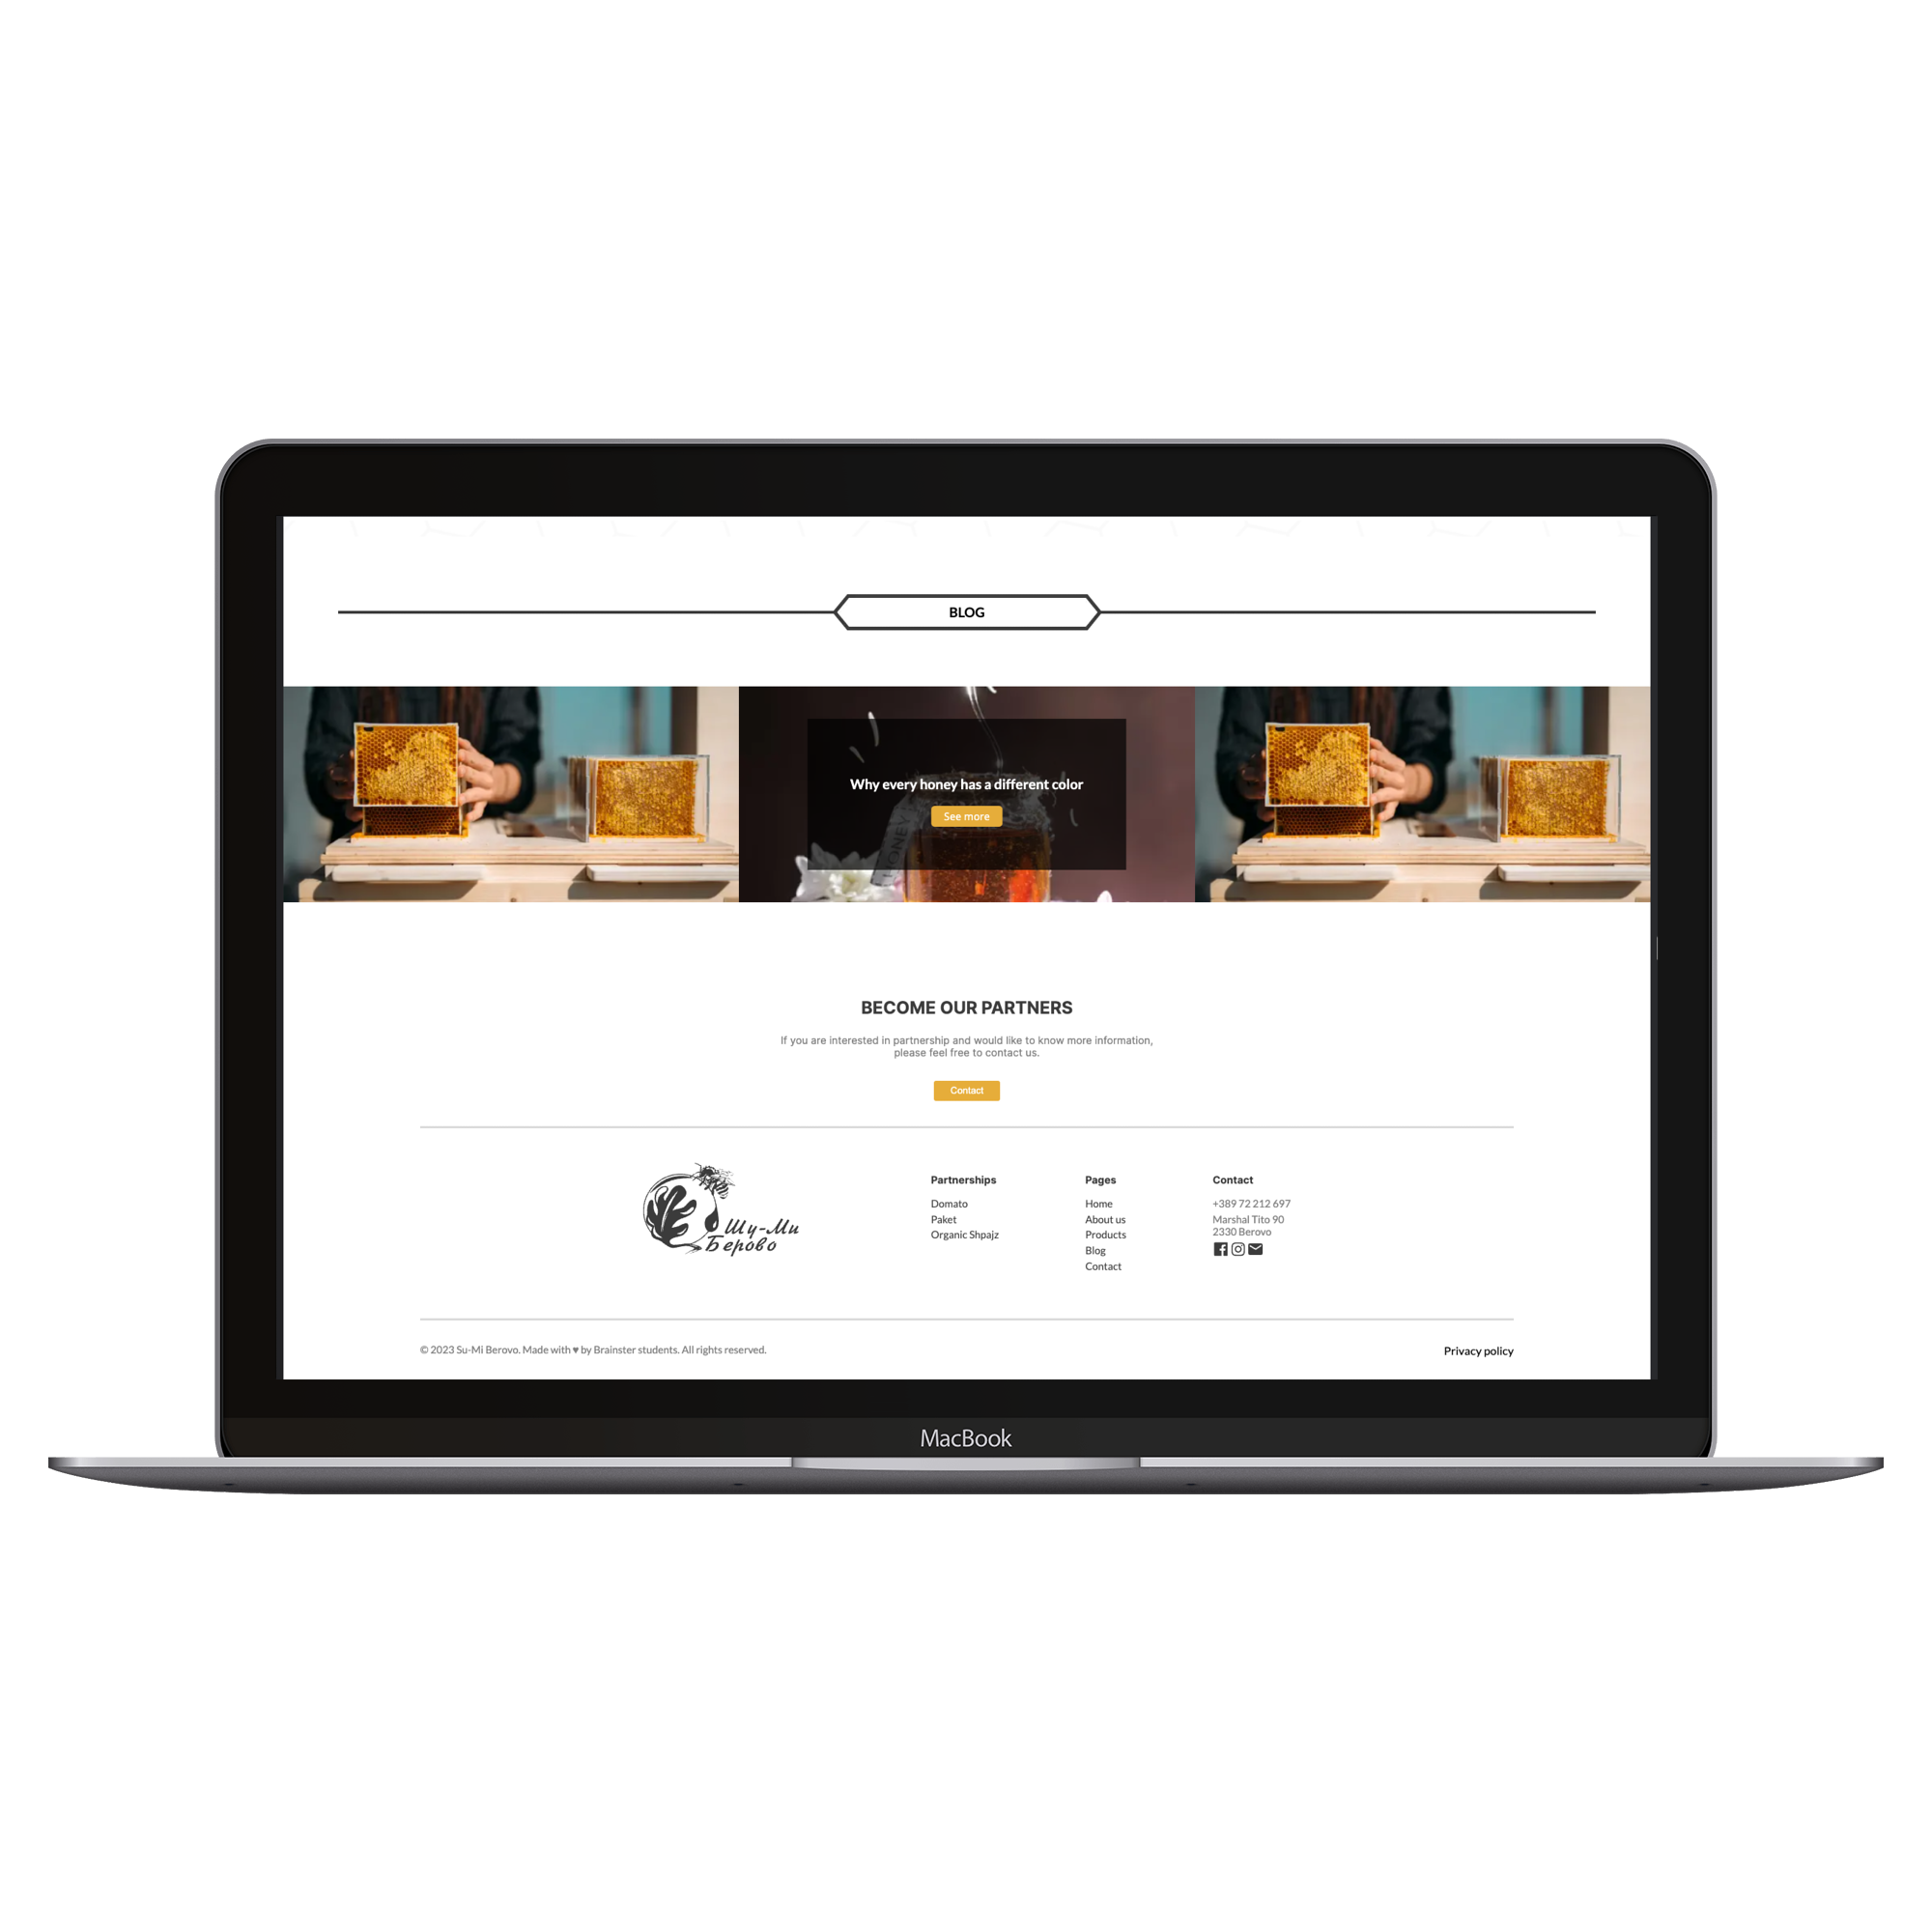 BLOG
HONEY
Why every honey has a different color
See more
BECOME OUR PARTNERS
If you are interested in partnership and would like to know more information,
please feel free to contact us.
Contact
Шу-Ми
Берово
Partnerships
Domato
Paket
Organic Shpajz
Pages
Home
About us
Products
Blog
Contact
Contact
+389 72 212 697
Marshal Tito 90
2330 Berovo
© 2023 Su-Mi Berovo. Made with ♥ by Brainster students. All rights reserved.
Privacy policy
MacBook